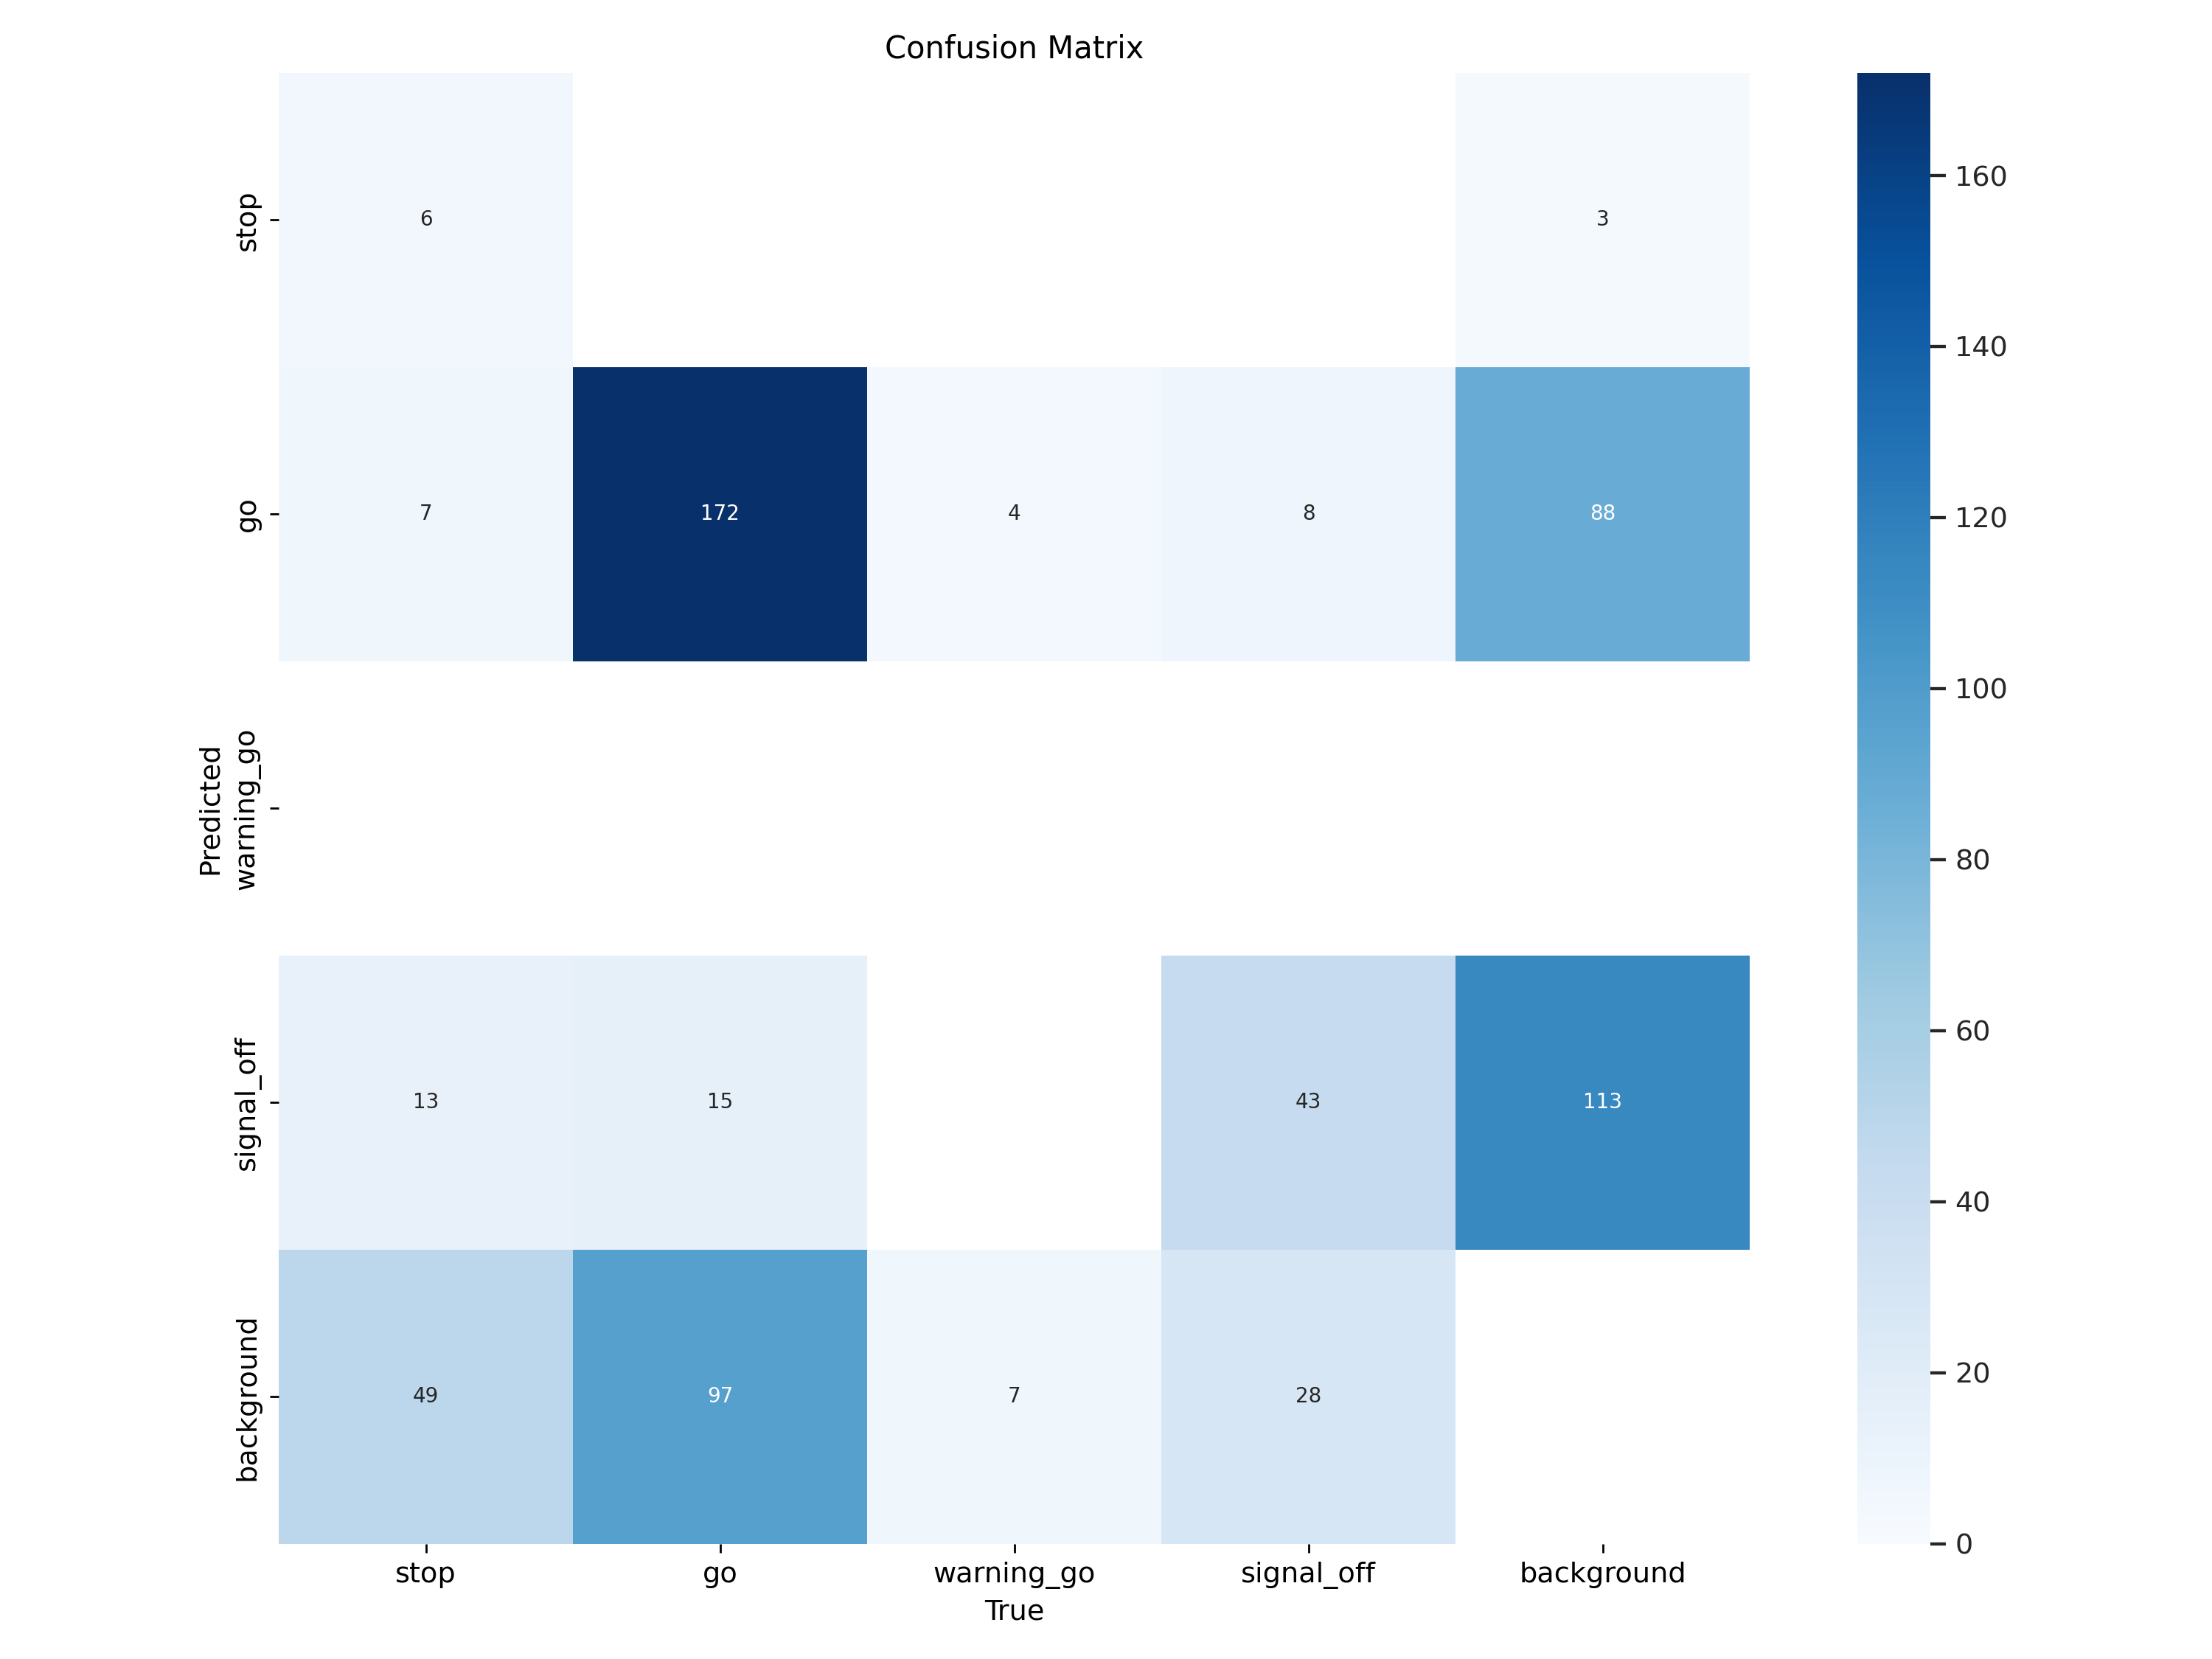 Confusion Matrix
Predicted
stop
6
3
go
7 172 4 8 88
warning_go
signal_off
13 15 43 113
background
49 97 7 28
stop go warning_go signal_off background
True
160
140
120
100
80
60
40
20
0